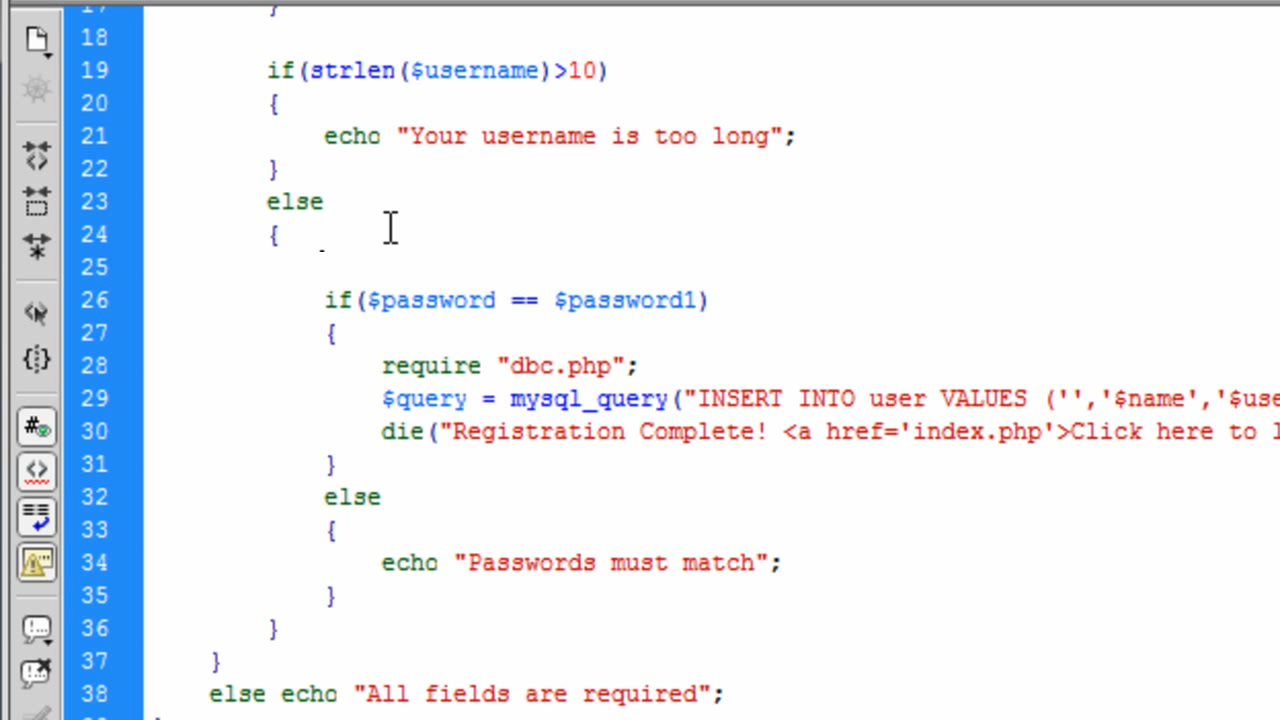 17 }
18
19 if(strlen($username)>10)
20 {
21 echo "Your username is too long";
22 }
23 else
24 {
25
26 if($password == $password1)
27 {
28 require "dbc.php";
29 $query = mysql_query("INSERT INTO user VALUES ('','$name','$use
30 die("Registration Complete! <a href='index.php'>Click here to l
31 }
32 else
33 {
34 echo "Passwords must match";
35 }
36 }
37 }
38 else echo "All fields are required";